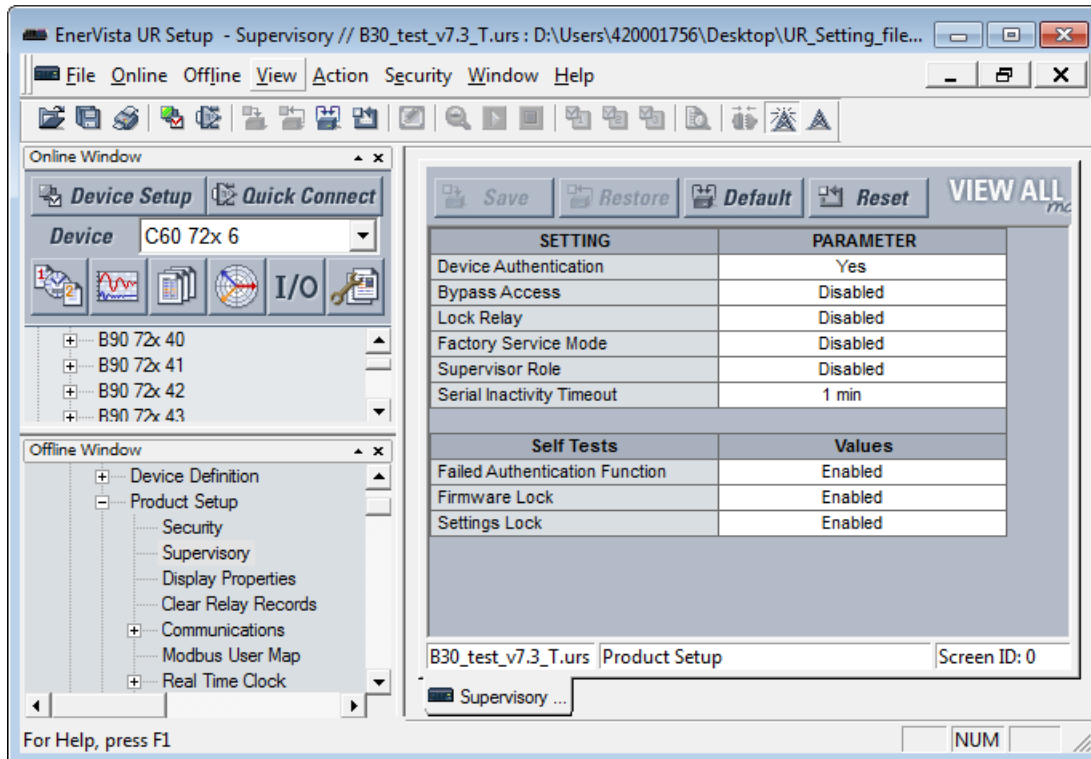 EnerVista UR Setup - Supervisory // B30_test_v7.3_T.urs : D:\Users\420001756\Desktop\UR_Setting_file...
File Online Offline View Action Security Window Help
Online Window
Device Setup Quick Connect
Device C60 72x 6
1 2 I/O
B90 72x 40
B90 72x 41
B90 72x 42
B90 72x 43
Offline Window
Device Definition
Product Setup
Security
Supervisory
Display Properties
Clear Relay Records
Communications
Modbus User Map
Real Time Clock
Save Restore Default Reset VIEW ALL
SETTING PARAMETER
Device Authentication Yes
Bypass Access Disabled
Lock Relay Disabled
Factory Service Mode Disabled
Supervisor Role Disabled
Serial Inactivity Timeout 1 min
Self Tests Values
Failed Authentication Function Enabled
Firmware Lock Enabled
Settings Lock Enabled
B30_test_v7.3_T.urs Product Setup Screen ID: 0
Supervisory ...
For Help, press F1 NUM